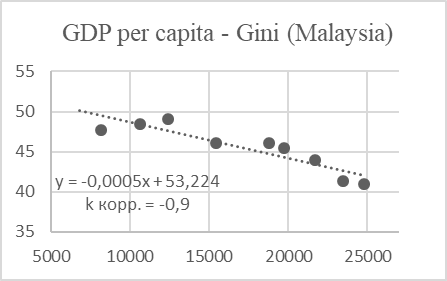 GDP per capita - Gini (Malaysia)
55
50
45
40
35
y = -0,0005x + 53,224
k корр. = -0,9
5000 10000 15000 20000 25000